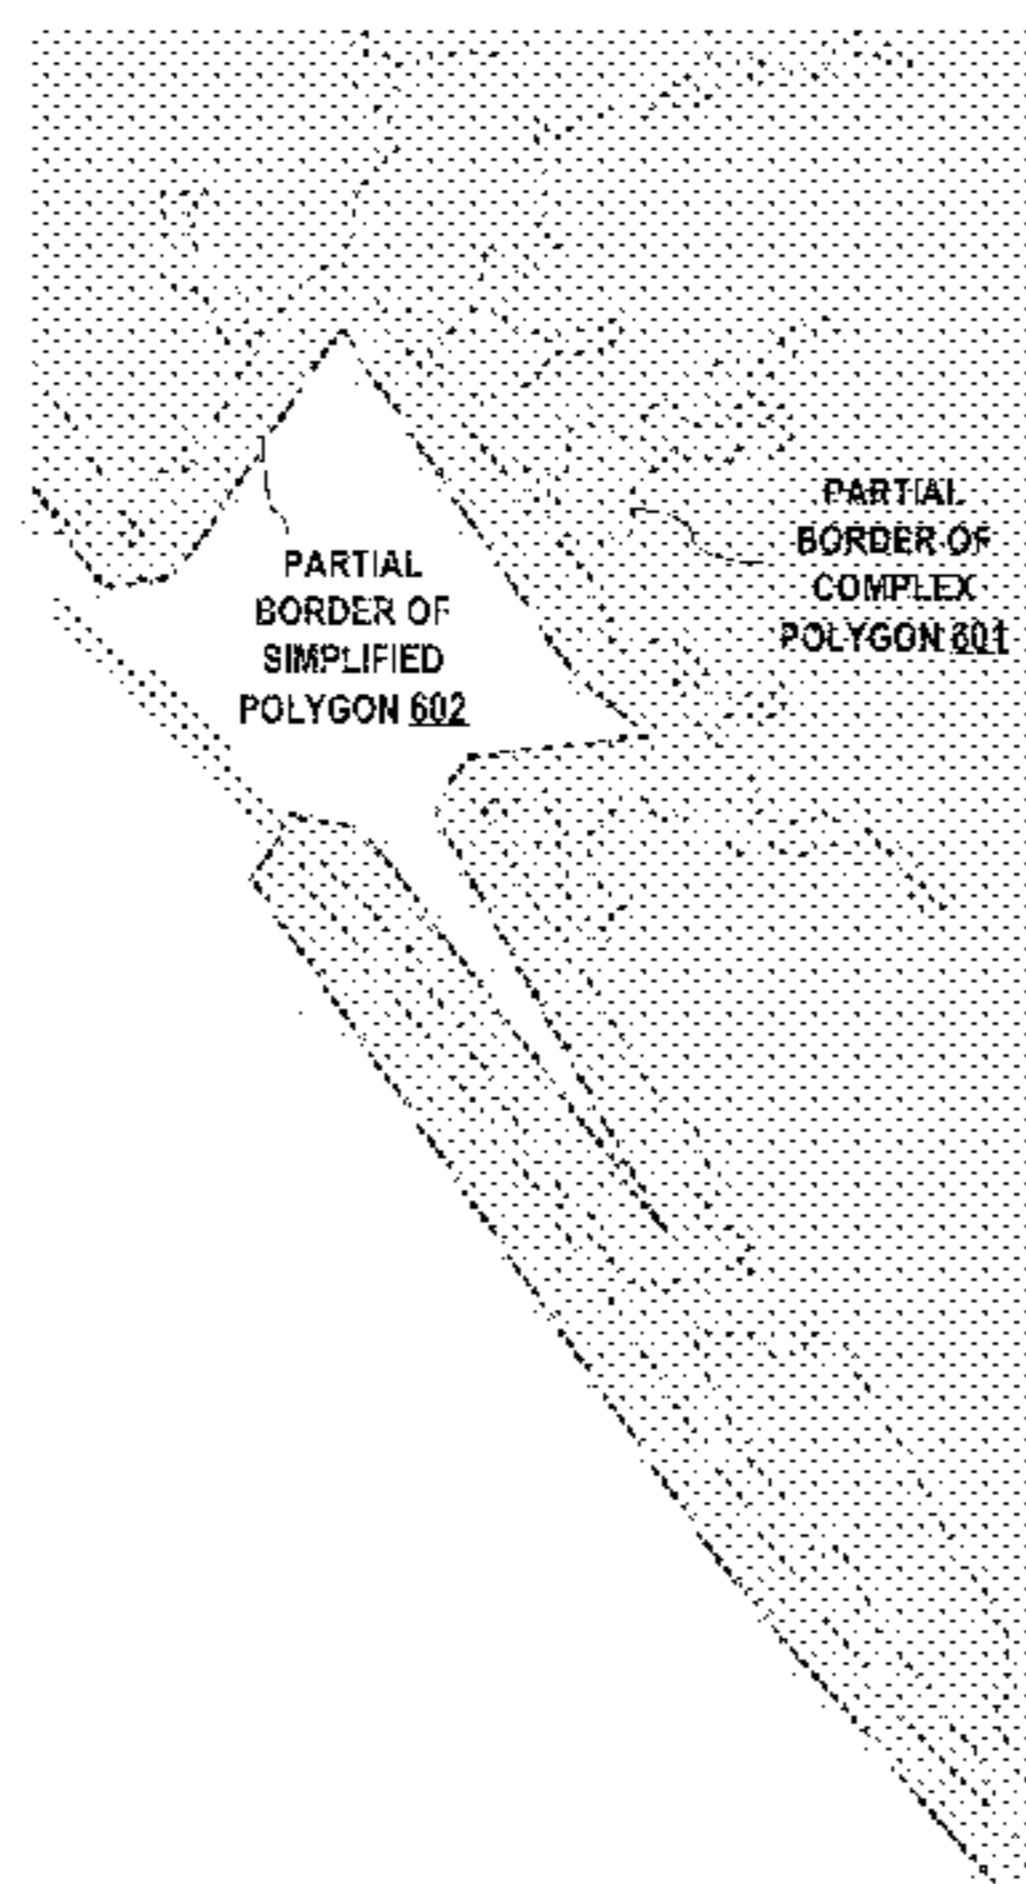 PARTIAL
BORDER OF
SIMPLIFIED
POLYGON 602
PARTIAL
BORDER OF
COMPLEX
POLYGON 601